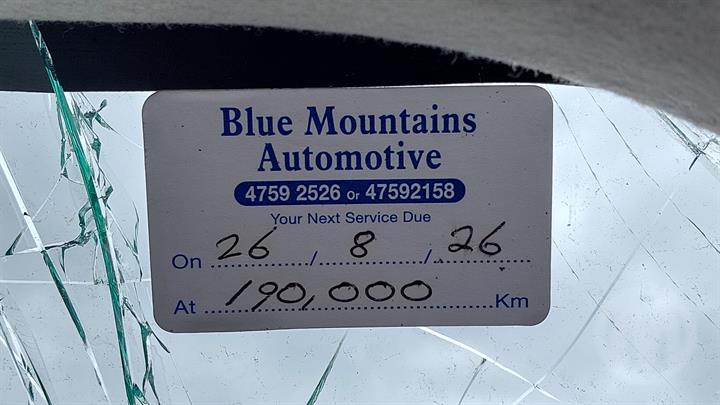 Blue Mountains
Automotive
4759 2526 or 47592158
Your Next Service Due
On 26 / 8 / 26
At 190,000 Km